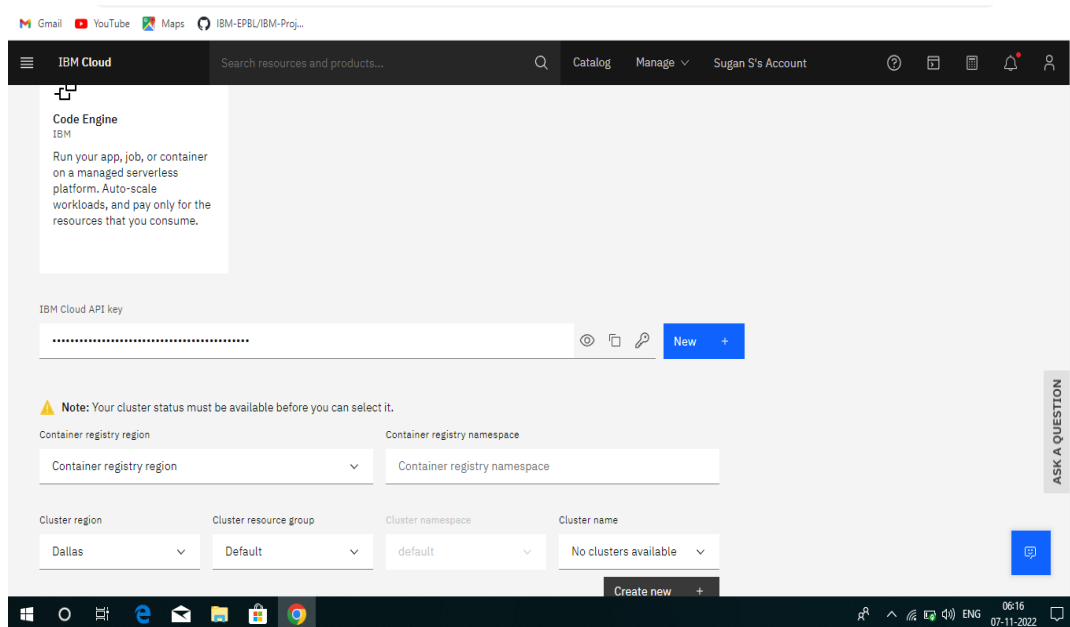 Gmail YouTube Maps IBM-EPBL/IBM-Proj...
IBM Cloud Search resources and products... Catalog Manage Sugan S's Account
Code Engine
IBM
Run your app, job, or container
on a managed serverless
platform. Auto-scale
workloads, and pay only for the
resources that you consume.
IBM Cloud API key
New +
Note: Your cluster status must be available before you can select it.
Container registry region Container registry namespace
Container registry region Container registry namespace
Cluster region Cluster resource group Cluster namespace Cluster name
Dallas Default default No clusters available
Create new +
ASK A QUESTION
ENG 06:16
07-11-2022